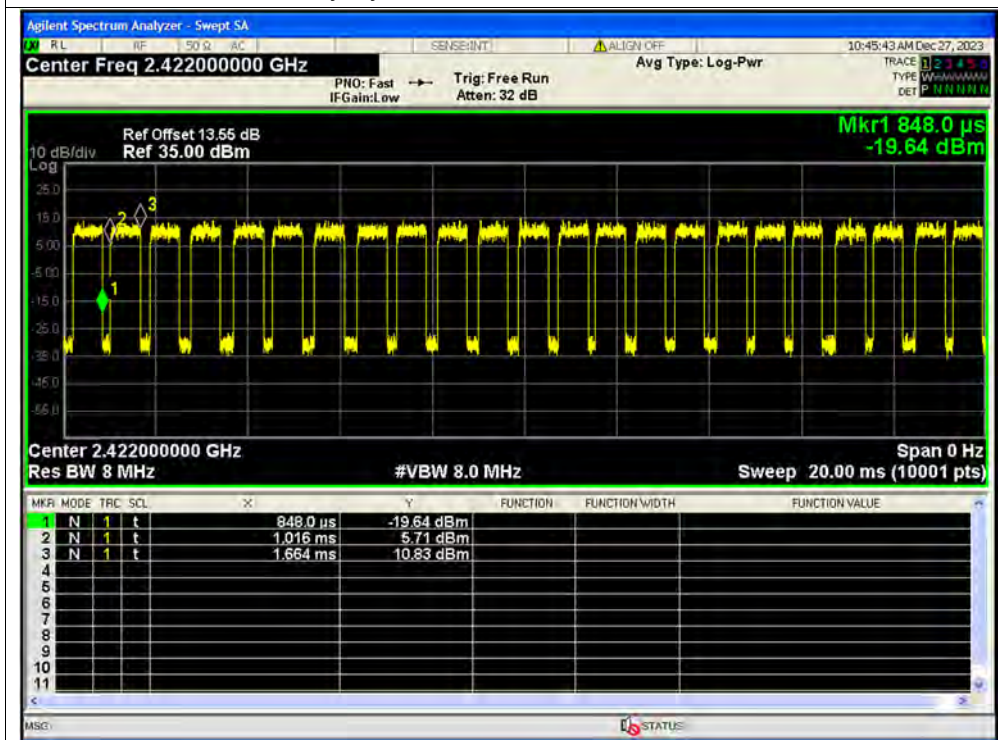 Agilent Spectrum Analyzer - Swept SA
RL RF 50 Ω AC SENSE:INT ALIGN OFF 10:45:43 AM Dec 27, 2023
Center Freq 2.422000000 GHz
PNO: Fast
IFGain:Low
Trig: Free Run
Atten: 32 dB
Avg Type: Log-Pwr
TRACE 1 2 3 4 5 6
TYPE
DET P N N N N N
Ref Offset 13.55 dB
10 dB/div Ref 35.00 dBm
Log
Mkr1 848.0 µs
-19.64 dBm
25.0
15.0
5.00
-5.00
-15.0
-25.0
-35.0
-45.0
-55.0
1
2
3
Center 2.422000000 GHz Span 0 Hz
Res BW 8 MHz #VBW 8.0 MHz Sweep 20.00 ms (10001 pts)
MKR MODE TRC SCL X Y FUNCTION FUNCTION WIDTH FUNCTION VALUE
1 N 1 t 848.0 µs -19.64 dBm
2 N 1 t 1.016 ms 5.71 dBm
3 N 1 t 1.664 ms 10.83 dBm
4
5
6
7
8
9
10
11
MSG STATUS